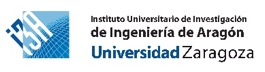 i3A
Instituto Universitario de Investigación
de Ingeniería de Aragón
Universidad Zaragoza